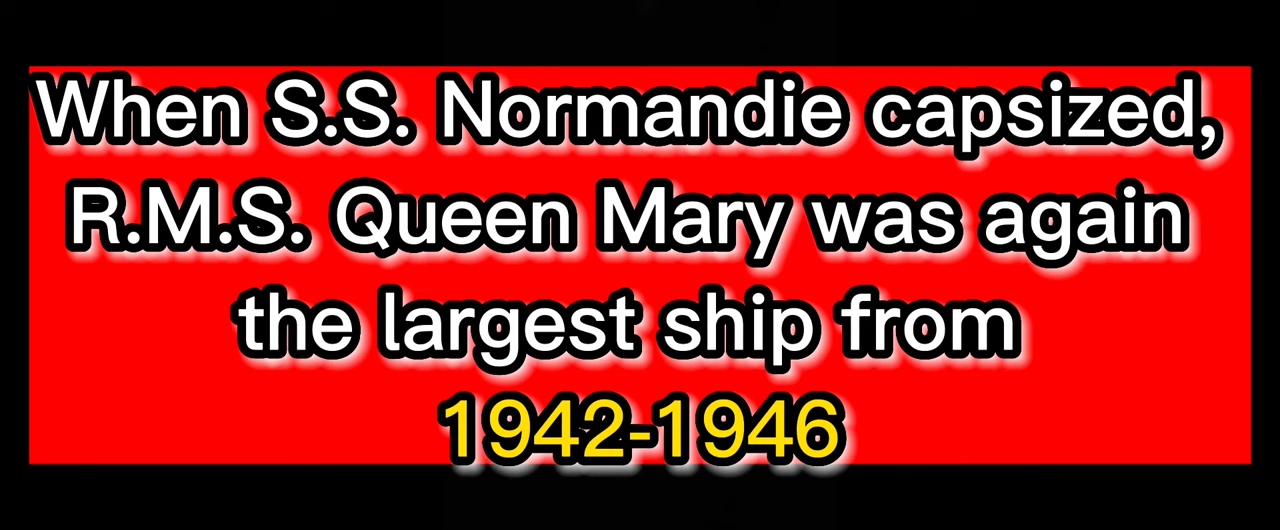 When S.S. Normandie capsized,
R.M.S. Queen Mary was again
the largest ship from
1942-1946